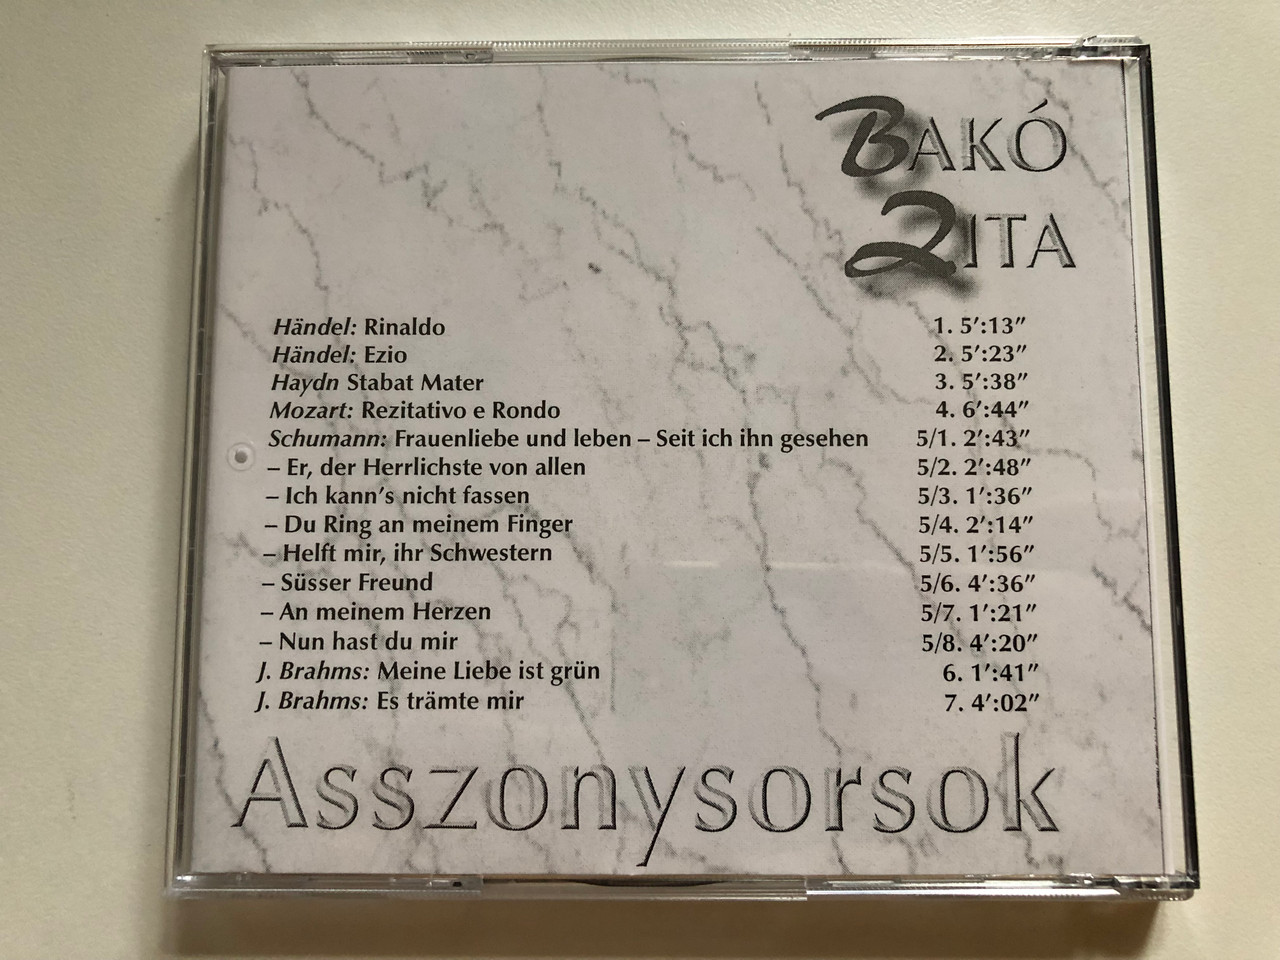 BAKÓ
ZITA
Händel: Rinaldo 1. 5′:13″
Händel: Ezio 2. 5′:23″
Haydn Stabat Mater 3. 5′:38″
Mozart: Rezitativo e Rondo 4. 6′:44″
Schumann: Frauenliebe und leben – Seit ich ihn gesehen 5/1. 2′:43″
– Er, der Herrlichste von allen 5/2. 2′:48″
– Ich kann’s nicht fassen 5/3. 1′:36″
– Du Ring an meinem Finger 5/4. 2′:14″
– Helft mir, ihr Schwestern 5/5. 1′:56″
– Süsser Freund 5/6. 4′:36″
– An meinem Herzen 5/7. 1′:21″
– Nun hast du mir 5/8. 4′:20″
J. Brahms: Meine Liebe ist grün 6. 1′:41″
J. Brahms: Es trämte mir 7. 4′:02″
Asszonysorsok